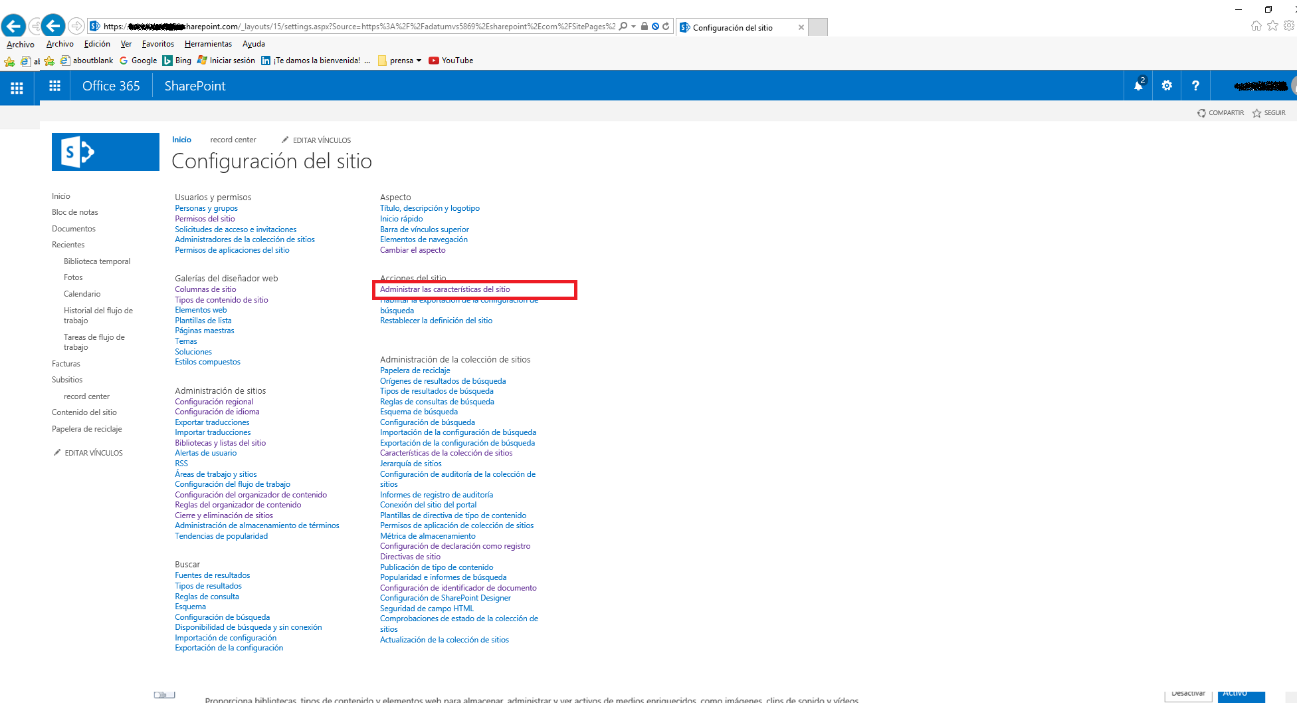 https:/ harepoint.com/_layouts/15/settings.aspx?Source=https%3A%2F%2Fadatumvs5869%2Esharepoint%2Ecom%2FSitePages%2
Configuración del sitio
Archivo Archivo Edición Ver Favoritos Herramientas Ayuda
aboutblank Google Bing Iniciar sesión ¡Te damos la bienvenida! ... prensa YouTube
Office 365 SharePoint 2 ?
COMPARTIR SEGUIR
Inicio record center EDITAR VÍNCULOS
Configuración del sitio
Inicio
Bloc de notas
Documentos
Recientes
Biblioteca temporal
Fotos
Calendario
Historial del flujo de
trabajo
Tareas de flujo de
trabajo
Facturas
Subsitios
record center
Contenido del sitio
Papelera de reciclaje
EDITAR VÍNCULOS
Usuarios y permisos
Personas y grupos
Permisos del sitio
Solicitudes de acceso e invitaciones
Administradores de la colección de sitios
Permisos de aplicaciones del sitio
Galerías del diseñador web
Columnas de sitio
Tipos de contenido de sitio
Elementos web
Plantillas de lista
Páginas maestras
Temas
Soluciones
Estilos compuestos
Administración de sitios
Configuración regional
Configuración de idioma
Exportar traducciones
Importar traducciones
Bibliotecas y listas del sitio
Alertas de usuario
RSS
Áreas de trabajo y sitios
Configuración del flujo de trabajo
Configuración del organizador de contenido
Reglas del organizador de contenido
Cierre y eliminación de sitios
Administración de almacenamiento de términos
Tendencias de popularidad
Buscar
Fuentes de resultados
Tipos de resultados
Reglas de consulta
Esquema
Configuración de búsqueda
Disponibilidad de búsqueda y sin conexión
Importación de configuración
Exportación de la configuración
Aspecto
Título, descripción y logotipo
Inicio rápido
Barra de vínculos superior
Elementos de navegación
Cambiar el aspecto
Acciones del sitio
Administrar las características del sitio
Habilitar la exportación de la configuración de
búsqueda
Restablecer la definición del sitio
Administración de la colección de sitios
Papelera de reciclaje
Orígenes de resultados de búsqueda
Tipos de resultados de búsqueda
Reglas de consultas de búsqueda
Esquema de búsqueda
Configuración de búsqueda
Importación de la configuración de búsqueda
Exportación de la configuración de búsqueda
Características de la colección de sitios
Jerarquía de sitios
Configuración de auditoría de la colección de
sitios
Informes de registro de auditoría
Conexión del sitio del portal
Plantillas de directiva de tipo de contenido
Permisos de aplicación de colección de sitios
Métrica de almacenamiento
Configuración de declaración como registro
Directivas de sitio
Publicación de tipo de contenido
Popularidad e informes de búsqueda
Configuración de identificador de documento
Configuración de SharePoint Designer
Seguridad de campo HTML
Comprobaciones de estado de la colección de
sitios
Actualización de la colección de sitios
Proporciona bibliotecas, tipos de contenido y elementos web para almacenar, administrar y ver activos de medios enriquecidos, como imágenes, clips de sonido y vídeos.
Desactivar Activo